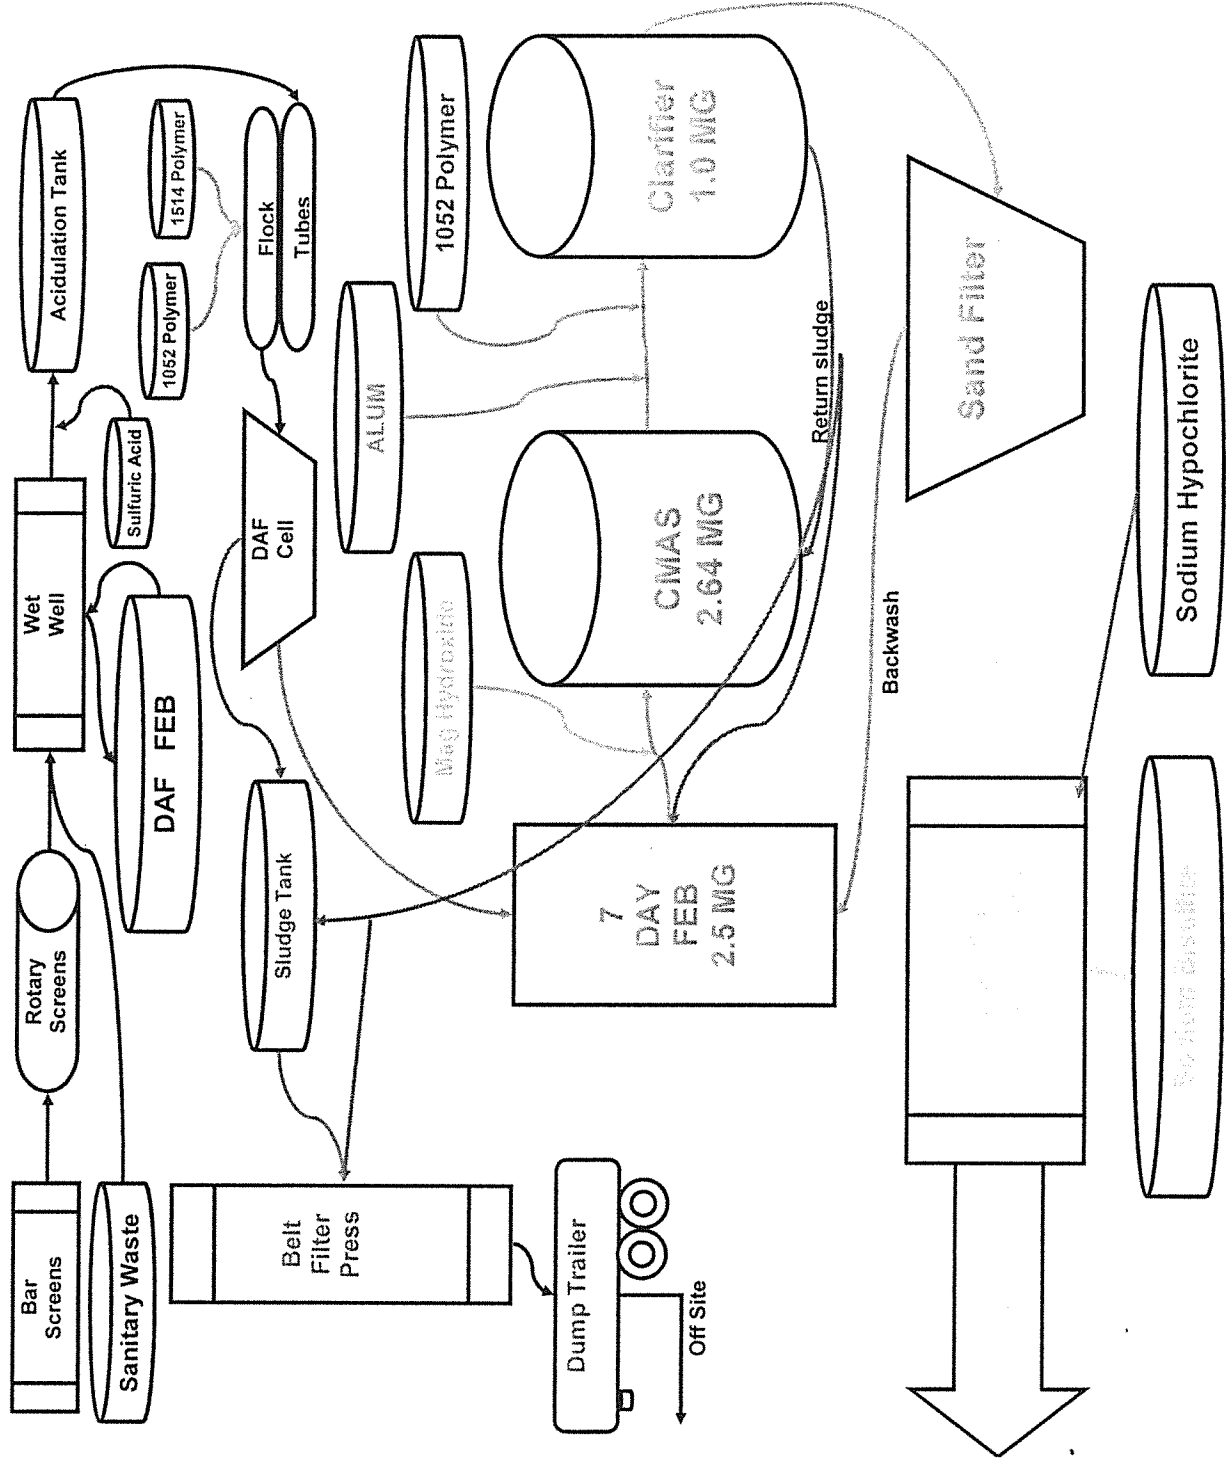 Bar
Screens
Rotary
Screens
Wet
Well
Acidulation Tank
Sanitary Waste
DAF FEB
Sulfuric Acid
1052 Polymer
1514 Polymer
Flock
Tubes
DAF
Cell
Sludge Tank
Belt
Filter
Press
Dump Trailer
Off Site
Mag Hydroxide
ALUM
1052 Polymer
7
DAY
FEB
2.5 MG
CMAS
2.64 MG
Clarifier
1.0 MG
Return sludge
Backwash
Sand Filter
Sodium Hypochlorite